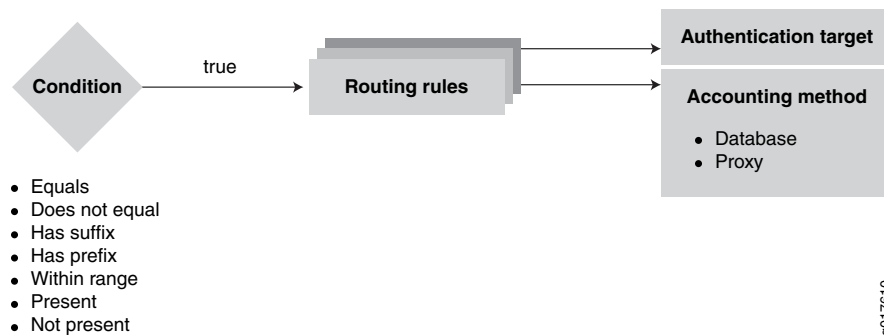 Condition
true
Routing rules
Authentication target
Accounting method
• Database
• Proxy
• Equals
• Does not equal
• Has suffix
• Has prefix
• Within range
• Present
• Not present